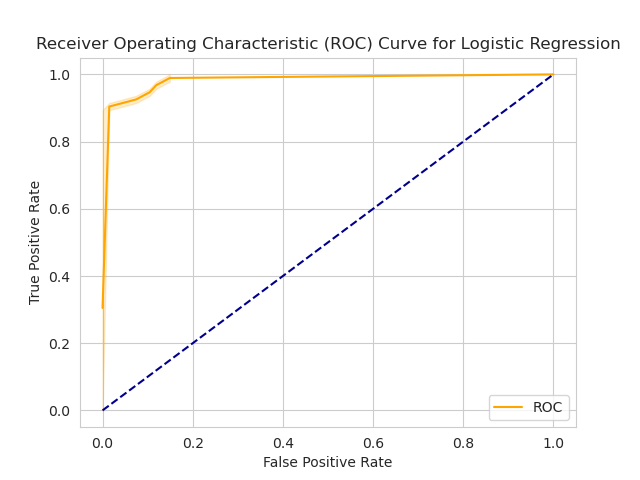 Receiver Operating Characteristic (ROC) Curve for Logistic Regression
1.0
0.8
0.6
0.4
0.2
0.0
True Positive Rate
ROC
0.0 0.2 0.4 0.6 0.8 1.0
False Positive Rate